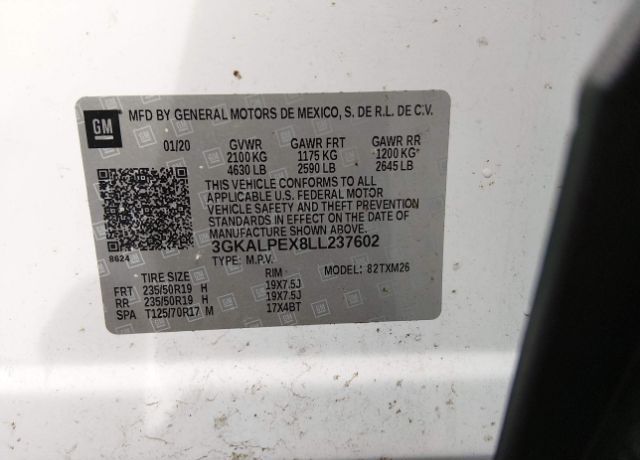 GM
MFD BY GENERAL MOTORS DE MEXICO, S. DE R.L. DE C.V.
01/20 GVWR GAWR FRT GAWR RR
2100 KG 1175 KG 1200 KG
4630 LB 2590 LB 2645 LB
THIS VEHICLE CONFORMS TO ALL
APPLICABLE U.S. FEDERAL MOTOR
VEHICLE SAFETY AND THEFT PREVENTION
STANDARDS IN EFFECT ON THE DATE OF
MANUFACTURE SHOWN ABOVE.
3GKALPEX8LL237602
8624 TYPE: M.P.V. MODEL: 82TXM26
TIRE SIZE RIM
FRT 235/50R19 H 19X7.5J
RR 235/50R19 H 19X7.5J
SPA T125/70R17 M 17X4BT